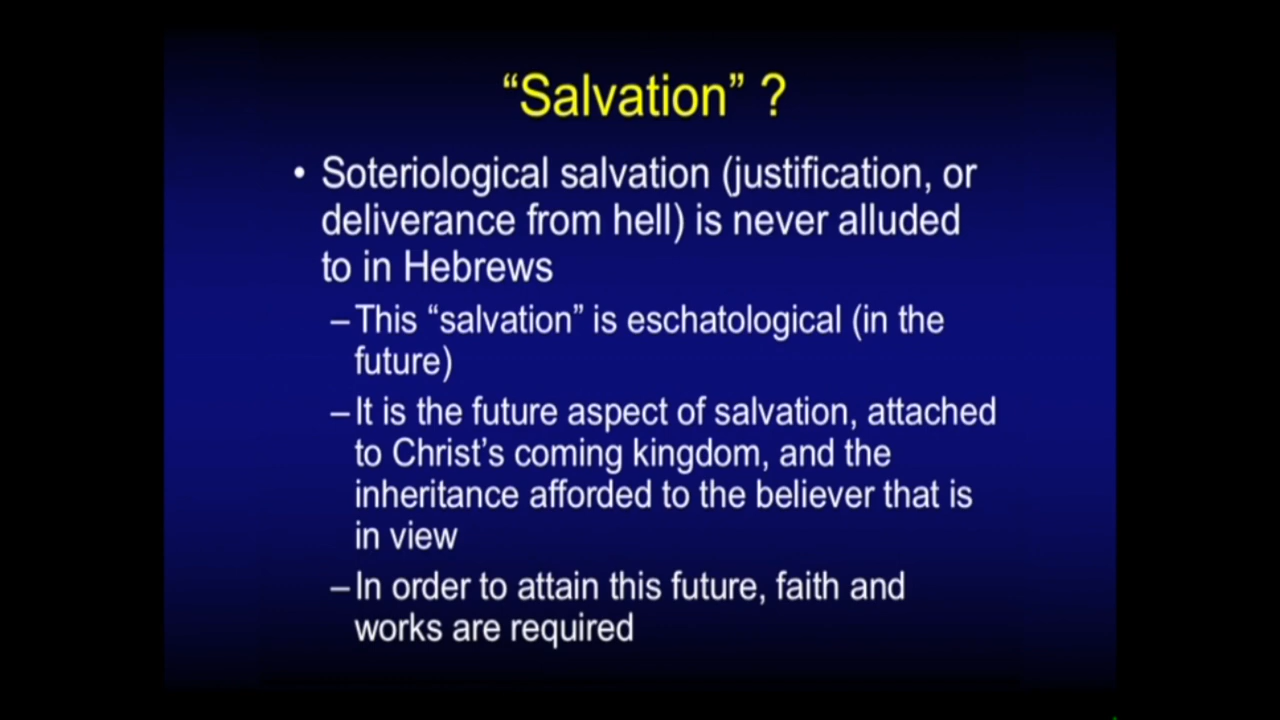 “Salvation” ?
• Soteriological salvation (justification, or
deliverance from hell) is never alluded
to in Hebrews
–This “salvation” is eschatological (in the
future)
–It is the future aspect of salvation, attached
to Christ’s coming kingdom, and the
inheritance afforded to the believer that is
in view
–In order to attain this future, faith and
works are required